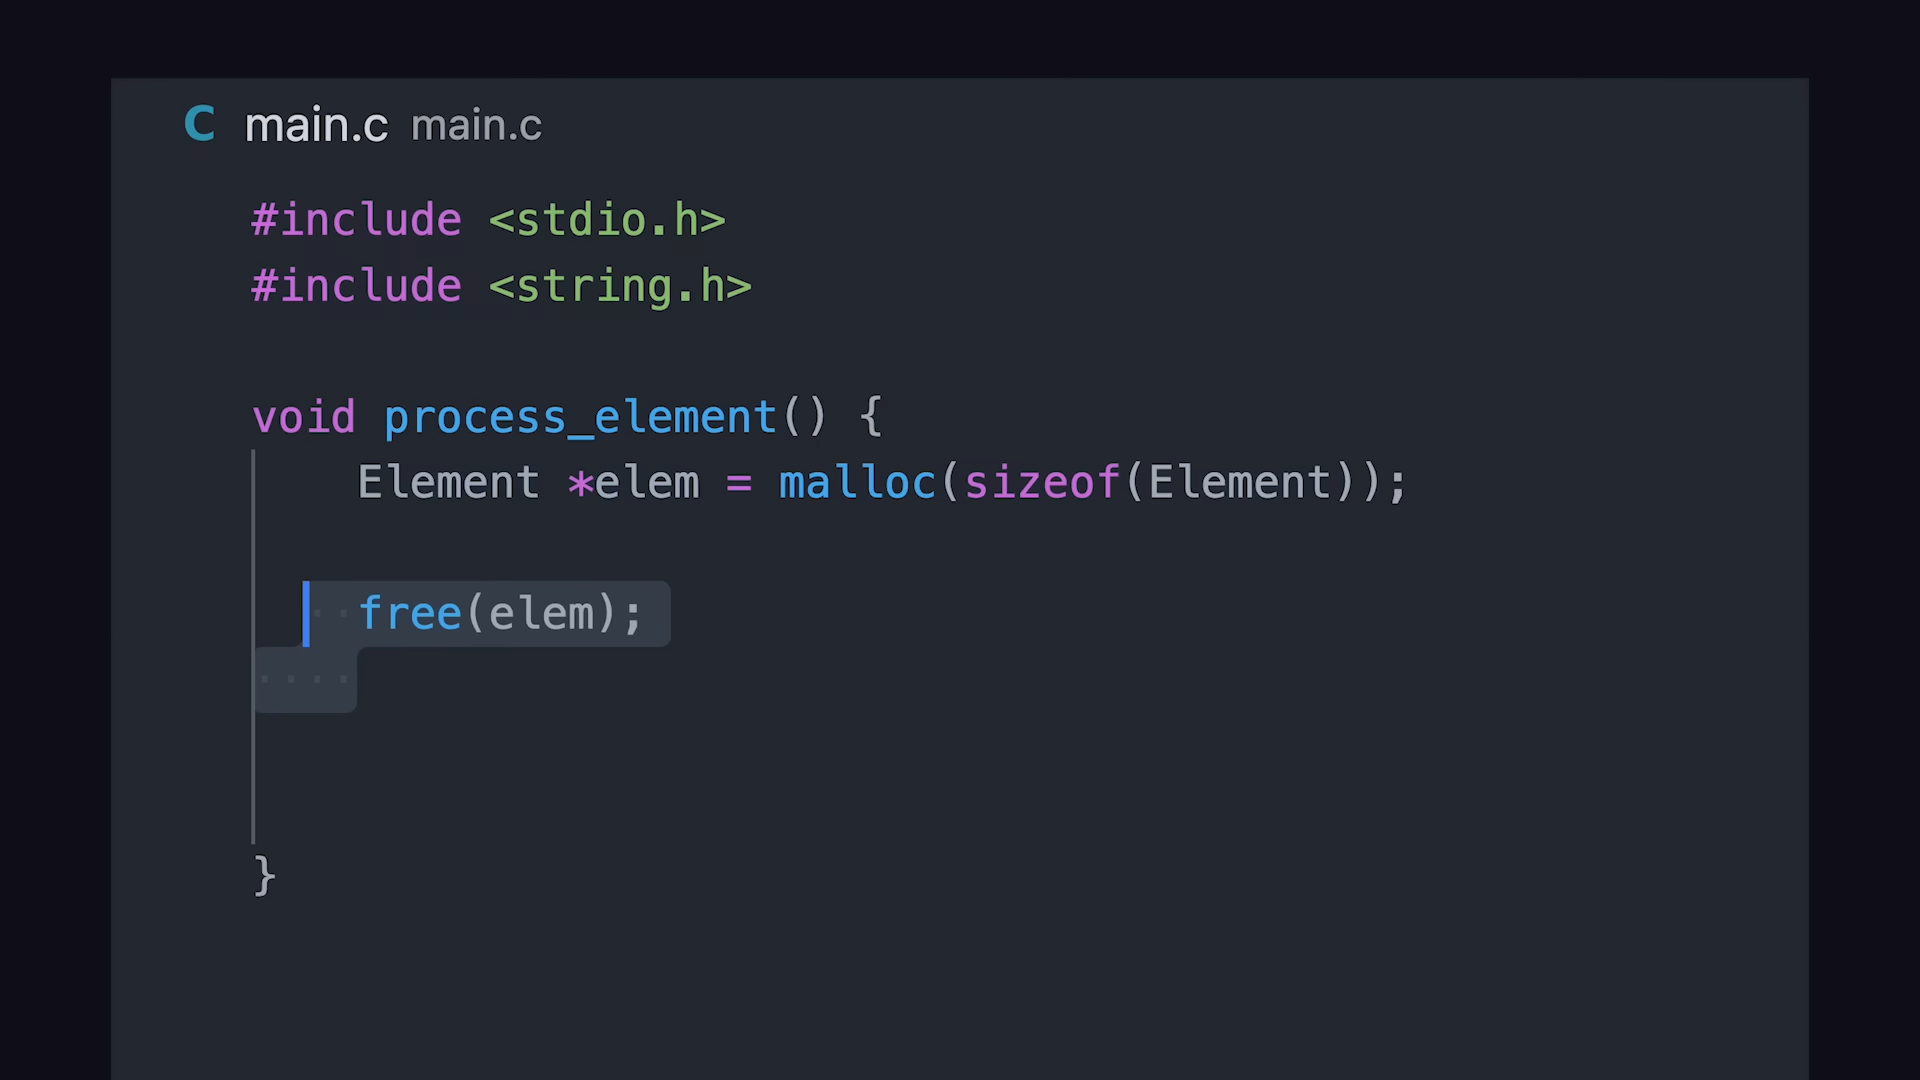 C main.c main.c
#include <stdio.h>
#include <string.h>
void process_element() {
Element *elem = malloc(sizeof(Element));
free(elem);
}